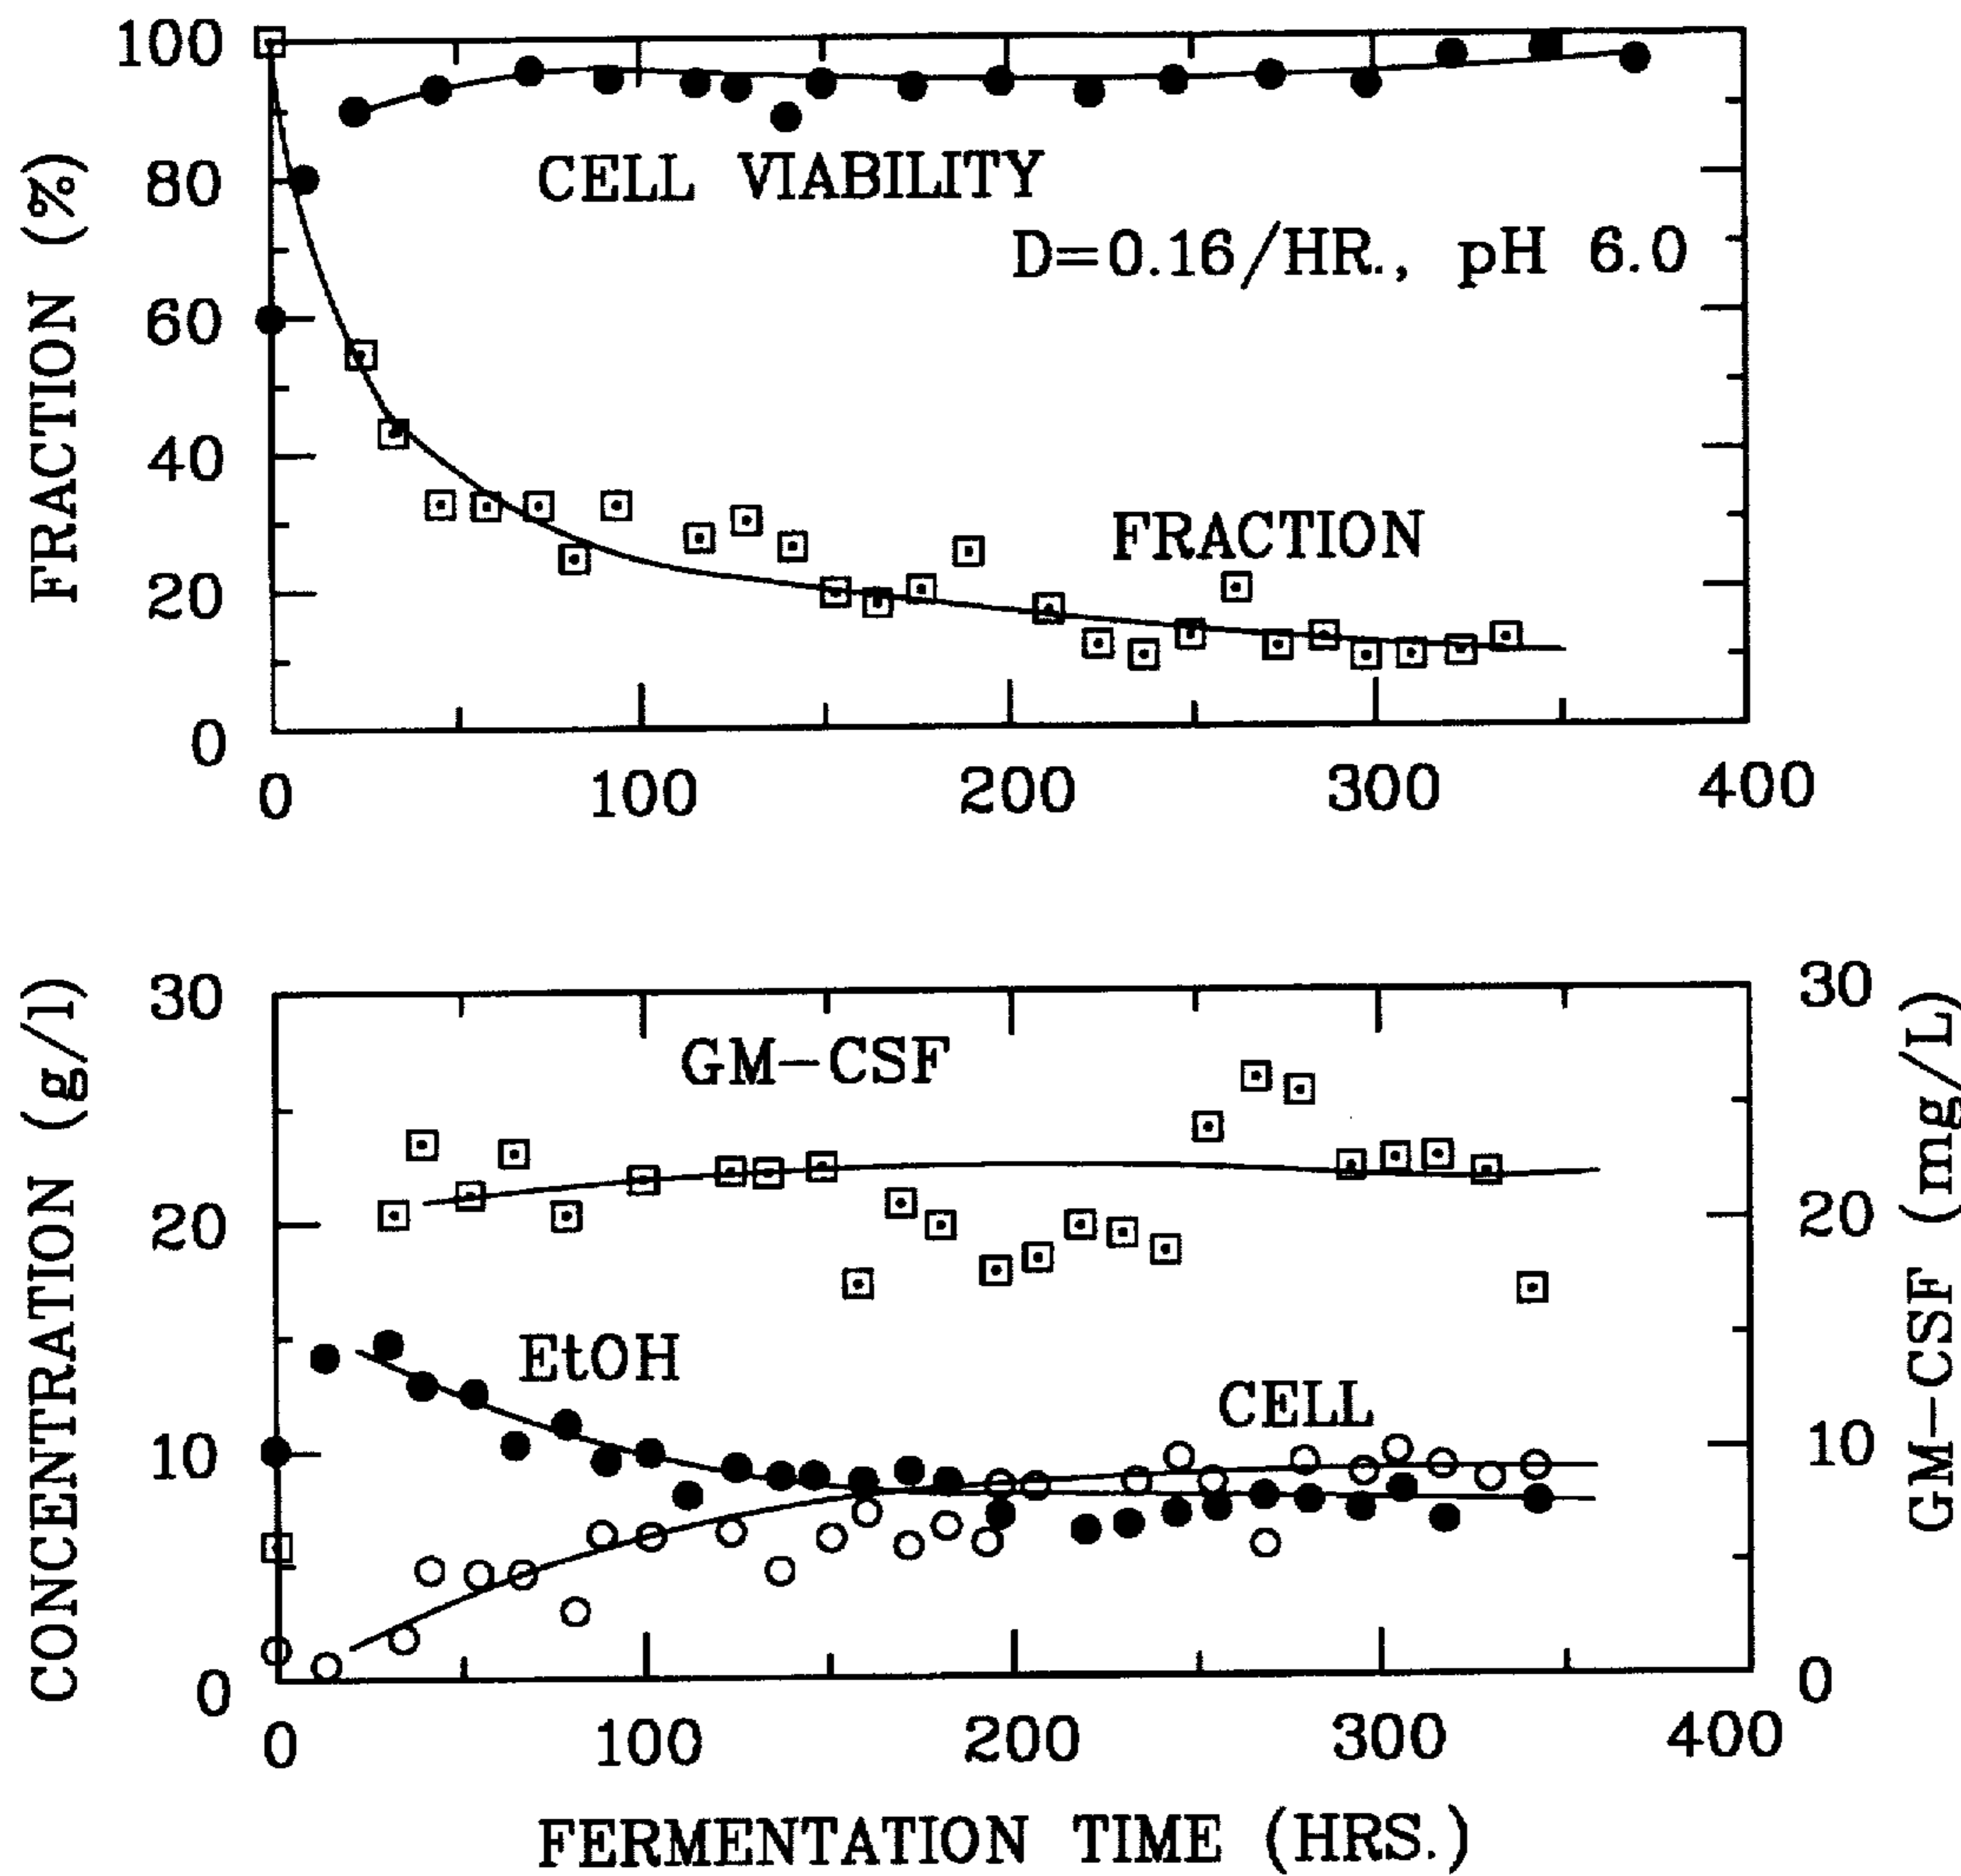 100
80
60
40
20
0
FRACTION (%)
CELL VIABILITY
D=0.16/HR., pH 6.0
FRACTION
0 100 200 300 400
30
20
10
0
CONCENTRATION (g/l)
GM-CSF
EtOH
CELL
30
20
10
0
GM-CSF (mg/L)
0 100 200 300 400
FERMENTATION TIME (HRS.)